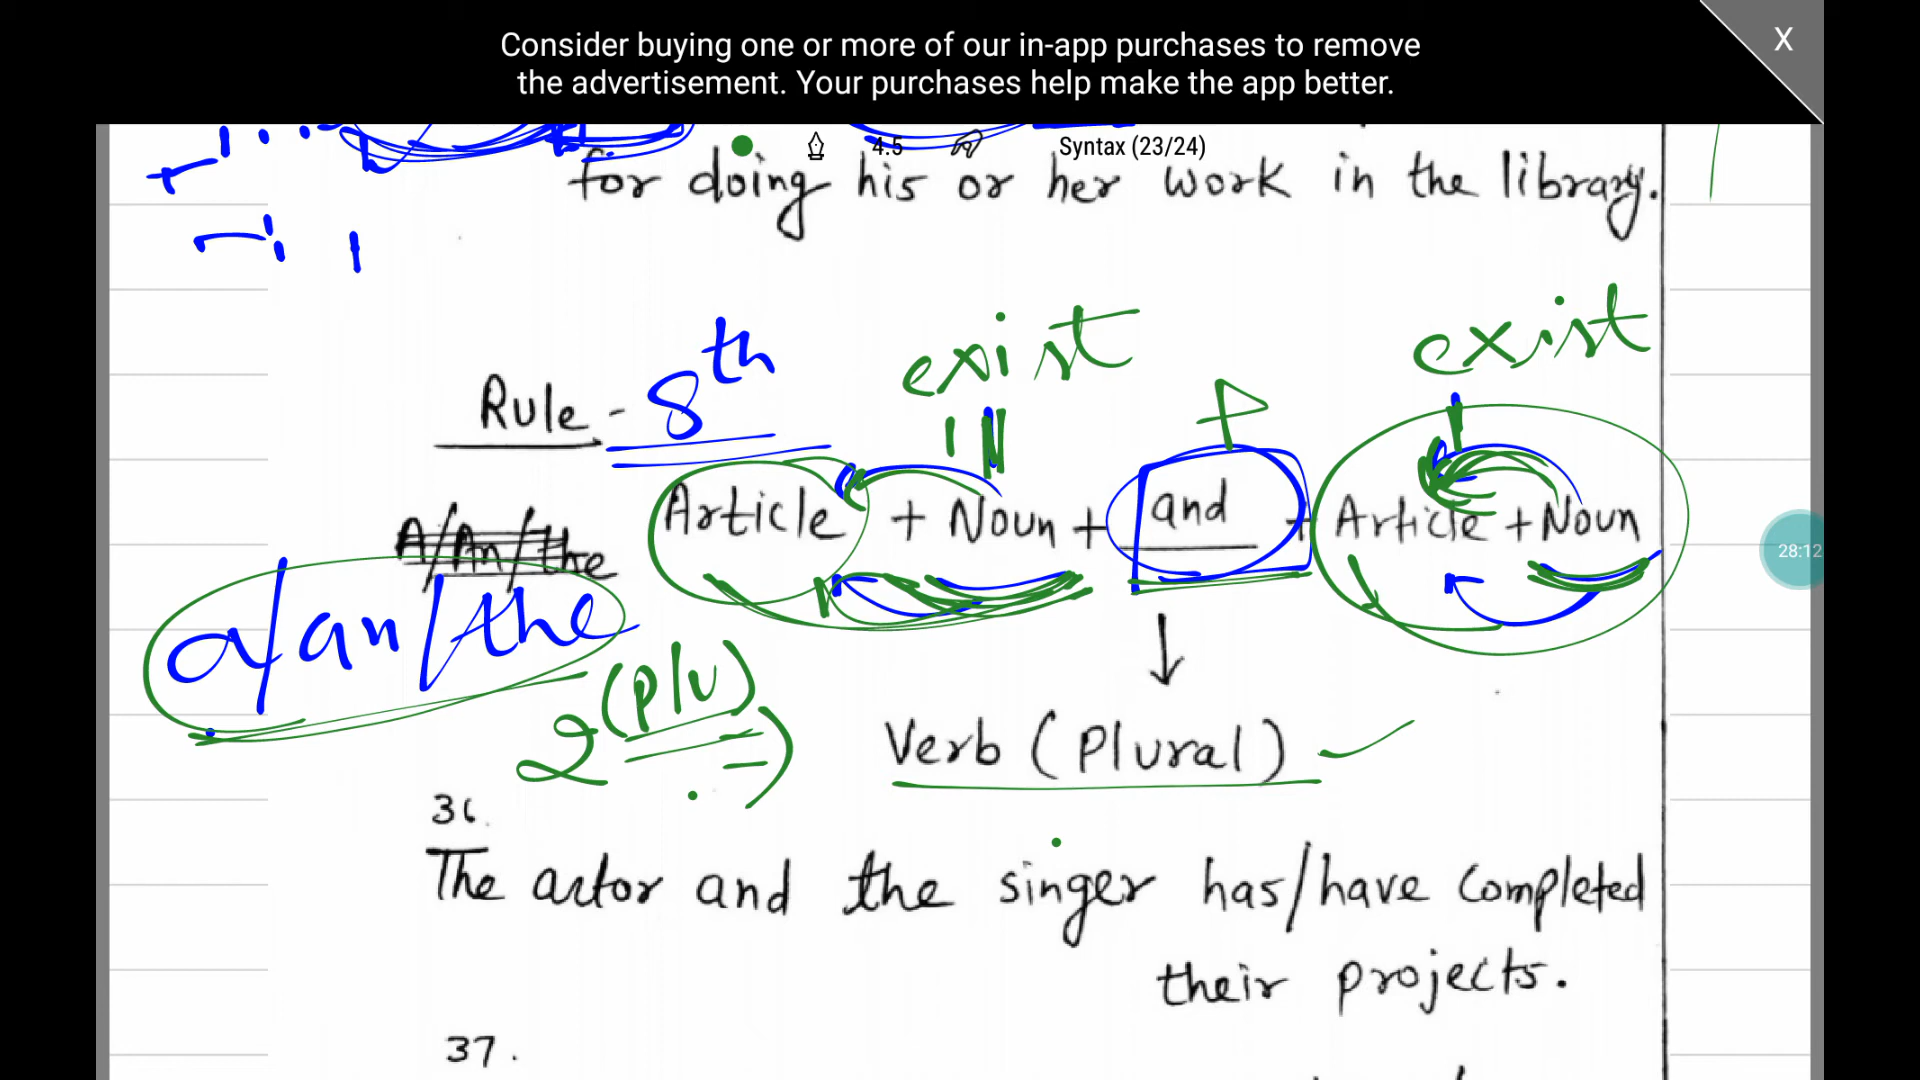 Consider buying one or more of our in-app purchases to remove
the advertisement. Your purchases help make the app better.
X
4.5 Syntax (23/24)
for doing his or her work in the library.
exist exist
Rule - 8th
Article + Noun + and + Article + Noun
A/An/the
28:12
a/an/the
2 (plu)
Verb (Plural)
36.
The actor and the singer has/have completed
their projects.
37.